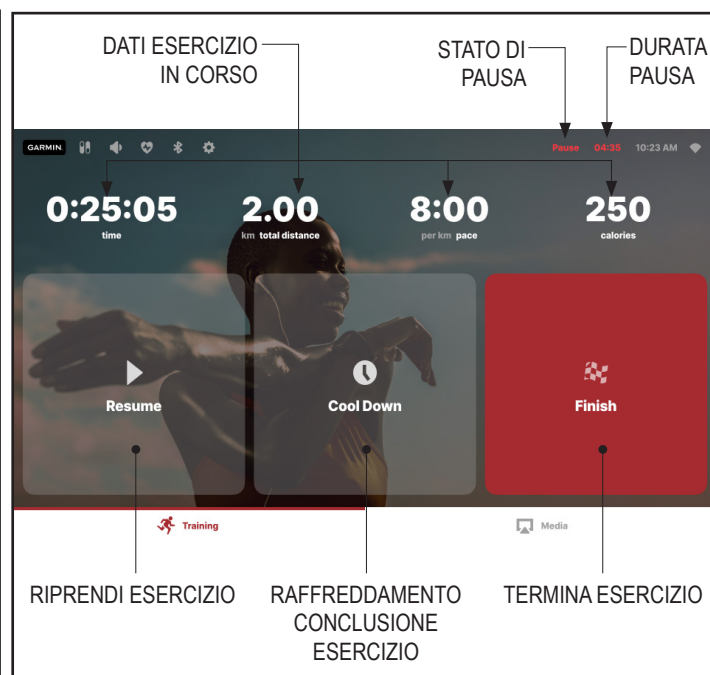 DATI ESERCIZIO
IN CORSO
STATO DI
PAUSA
DURATA
PAUSA
GARMIN
Pause 04:35 10:23 AM
0:25:05
time
2.00
km total distance
8:00
per km pace
250
calories
Resume
Cool Down
Finish
Training
Media
RIPRENDI ESERCIZIO
RAFFREDDAMENTO
CONCLUSIONE
ESERCIZIO
TERMINA ESERCIZIO